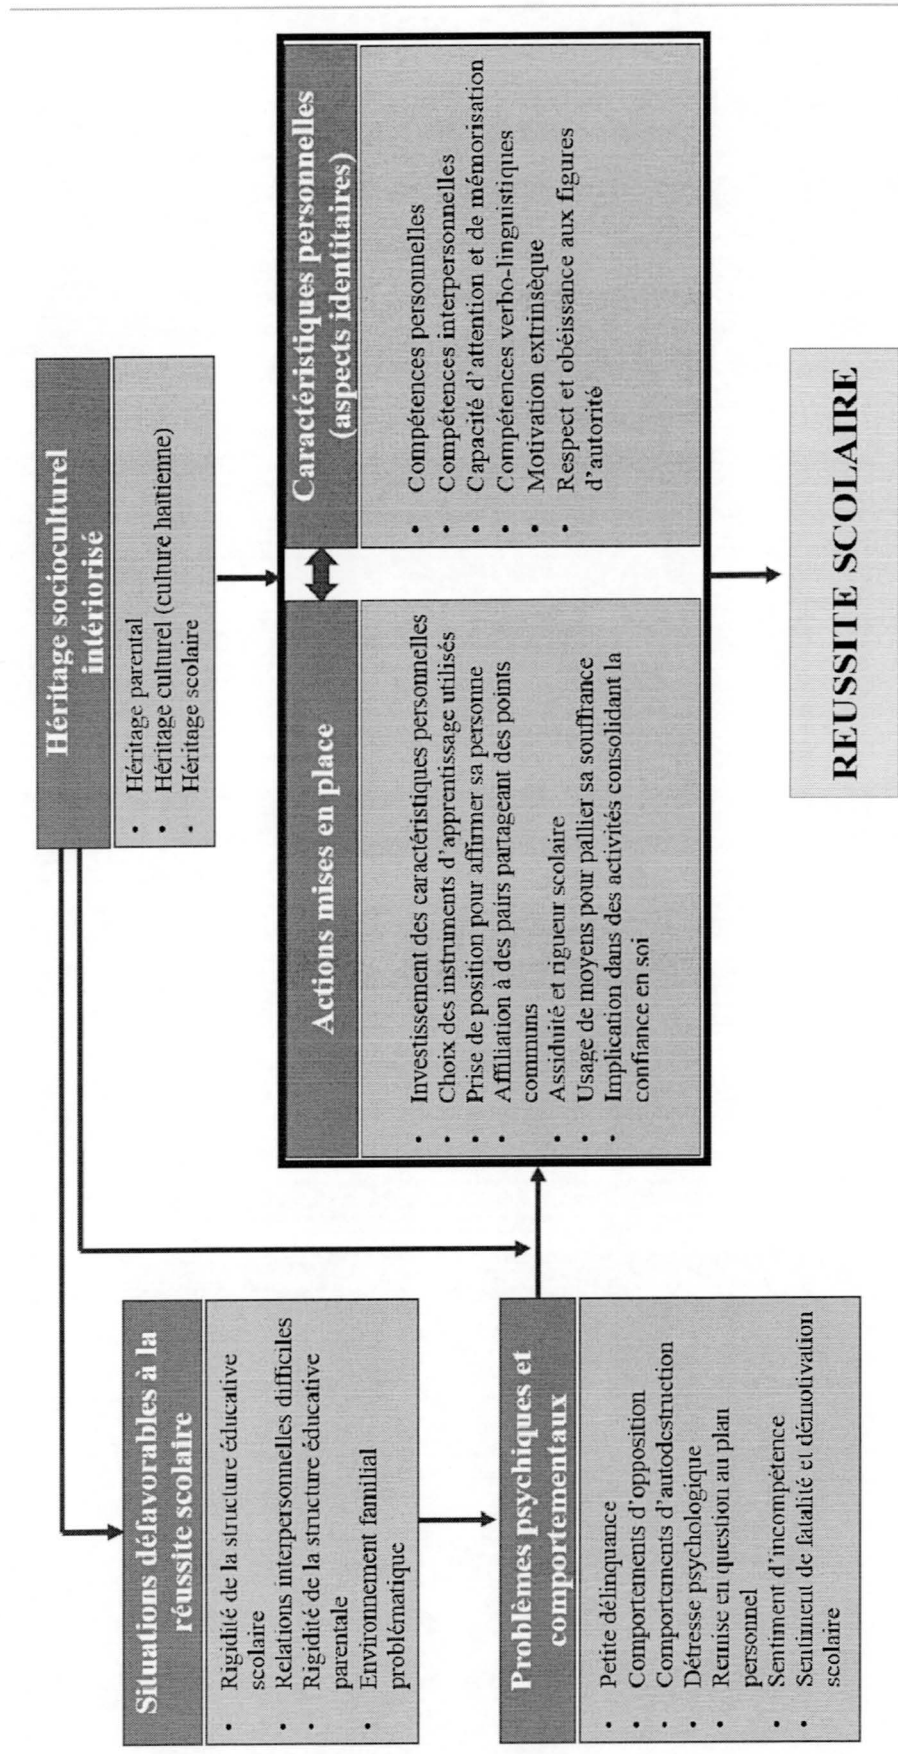 Héritage socioculturel
intériorisé
• Héritage parental
• Héritage culturel (culture haïtienne)
• Héritage scolaire
Situations défavorables à la
réussite scolaire
• Rigidité de la structure éducative
scolaire
• Relations interpersonnelles difficiles
• Rigidité de la structure éducative
parentale
• Environnement familial
problématique
Problèmes psychiques et
comportementaux
• Petite délinquance
• Comportements d'opposition
• Comportements d'autodestruction
• Détresse psychologique
• Remise en question au plan
personnel
• Sentiment d'incompétence
• Sentiment de fatalité et démotivation
scolaire
Actions mises en place
• Investissement des caractéristiques personnelles
• Choix des instruments d'apprentissage utilisés
• Prise de position pour affirmer sa personne
• Affiliation à des pairs partageant des points
communs
• Assiduité et rigueur scolaire
• Usage de moyens pour pallier sa souffrance
• Implication dans des activités consolidant la
confiance en soi
Caractéristiques personnelles
(aspects identitaires)
• Compétences personnelles
• Compétences interpersonnelles
• Capacité d'attention et de mémorisation
• Compétences verbo-linguistiques
• Motivation extrinsèque
• Respect et obéissance aux figures
d'autorité
REUSSITE SCOLAIRE